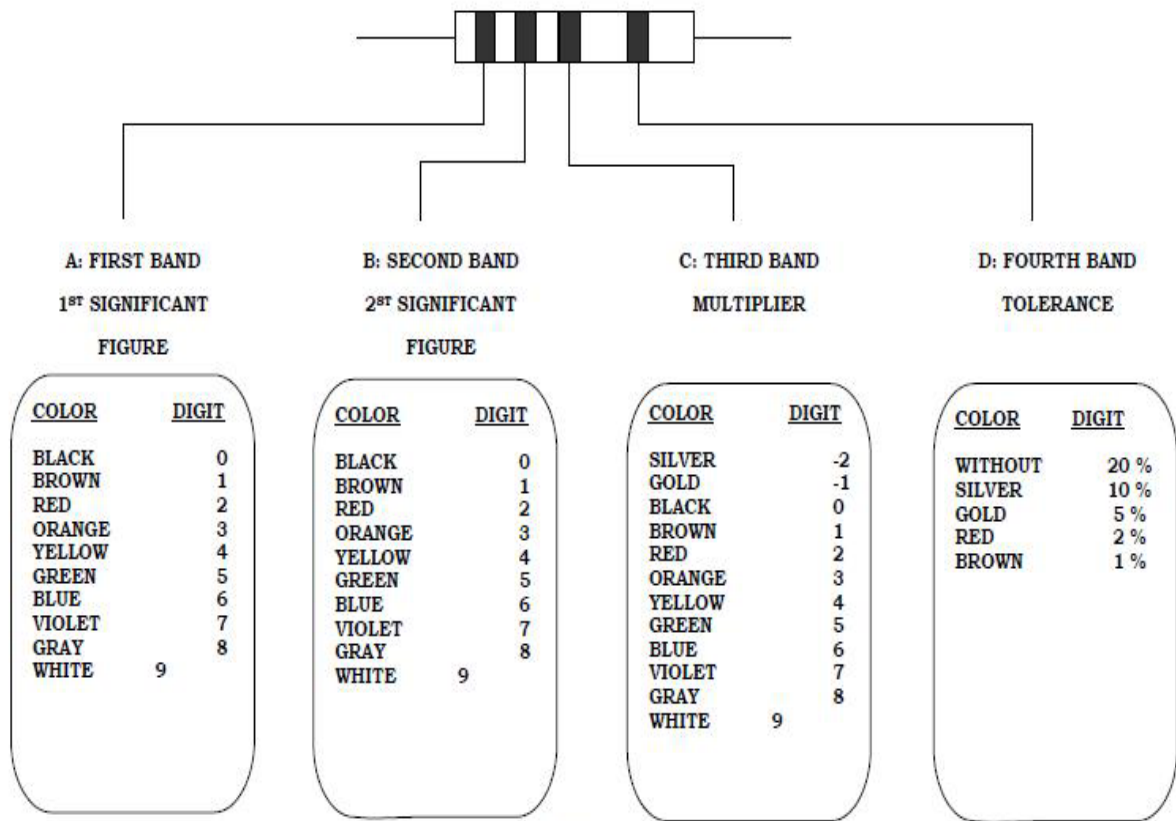 A: FIRST BAND
1ST SIGNIFICANT
FIGURE
COLOR DIGIT
BLACK 0
BROWN 1
RED 2
ORANGE 3
YELLOW 4
GREEN 5
BLUE 6
VIOLET 7
GRAY 8
WHITE 9
B: SECOND BAND
2ST SIGNIFICANT
FIGURE
COLOR DIGIT
BLACK 0
BROWN 1
RED 2
ORANGE 3
YELLOW 4
GREEN 5
BLUE 6
VIOLET 7
GRAY 8
WHITE 9
C: THIRD BAND
MULTIPLIER
COLOR DIGIT
SILVER -2
GOLD -1
BLACK 0
BROWN 1
RED 2
ORANGE 3
YELLOW 4
GREEN 5
BLUE 6
VIOLET 7
GRAY 8
WHITE 9
D: FOURTH BAND
TOLERANCE
COLOR DIGIT
WITHOUT 20 %
SILVER 10 %
GOLD 5 %
RED 2 %
BROWN 1 %